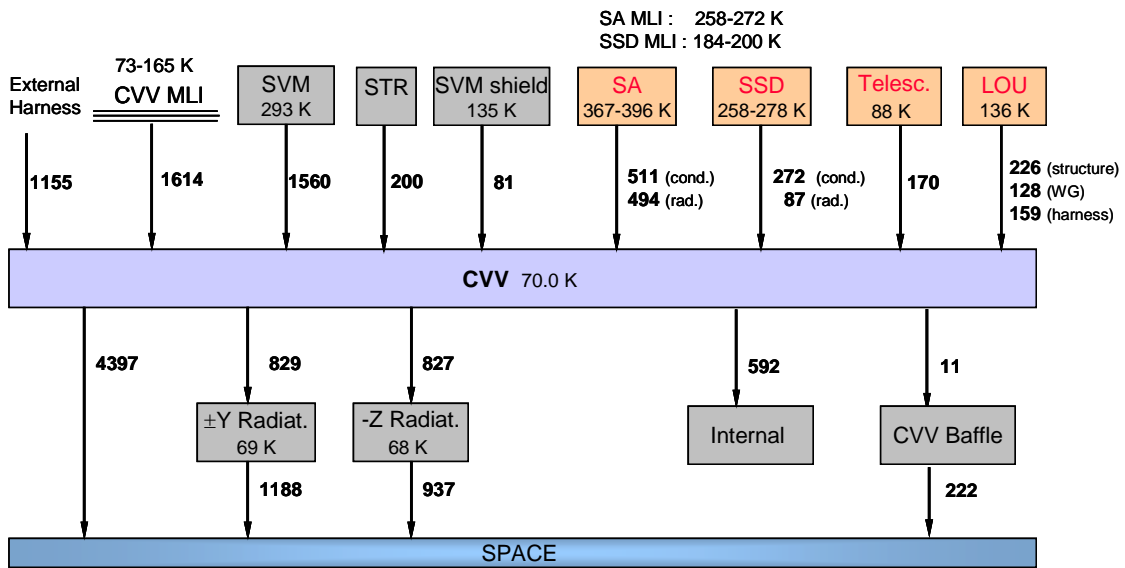 SA MLI : 258-272 K
SSD MLI : 184-200 K
External
Harness
73-165 K
CVV MLI
SVM
293 K
STR
SVM shield
135 K
SA
367-396 K
SSD
258-278 K
Telesc.
88 K
LOU
136 K
1155
1614
1560
200
81
511 (cond.)
494 (rad.)
272 (cond.)
87 (rad.)
170
226 (structure)
128 (WG)
159 (harness)
CVV 70.0 K
4397
829
827
592
11
±Y Radiat.
69 K
-Z Radiat.
68 K
Internal
CVV Baffle
1188
937
222
SPACE